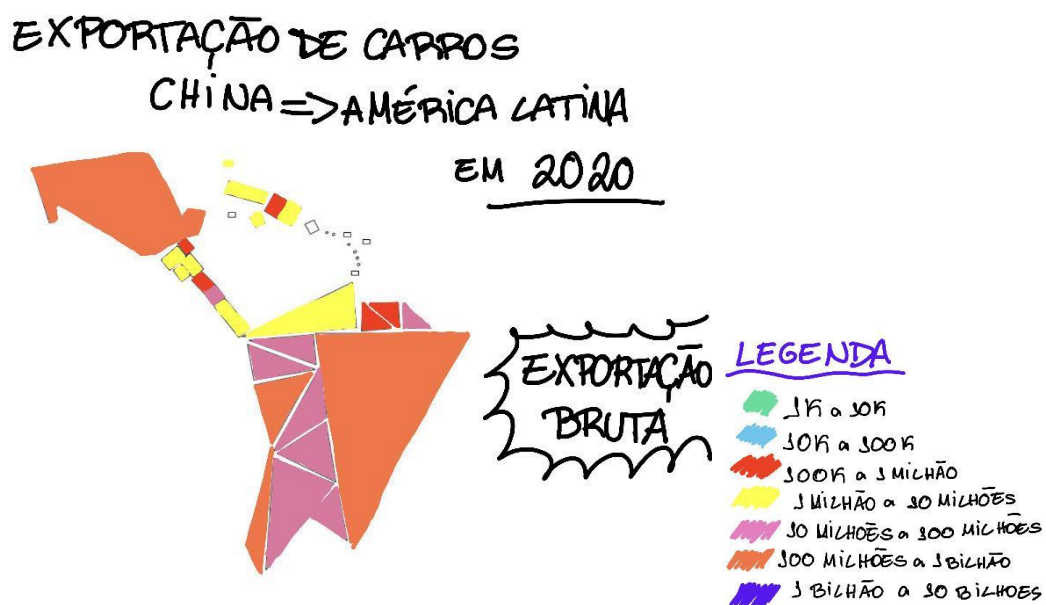 EXPORTAÇÃO DE CARROS
CHiNA => AMÉRICA LATINA
EM 2020
EXPORTAÇÃO
BRUTA
LEGENDA
1K a 10K
10K a 100K
100K a 1 MILHÃO
1 MILHÃO a 10 MILHÕES
10 MILHÕES a 100 MILHÕES
100 MILHÕES a 1 BILHÃO
1 BILHÃO a 10 BILHOES